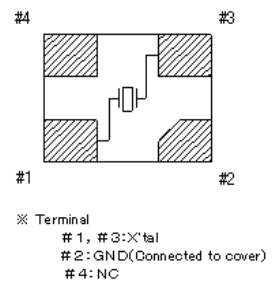 #4 #3
#1 #2
※ Terminal
#1, #3:X'tal
#2:GND(Connected to cover)
#4:NC